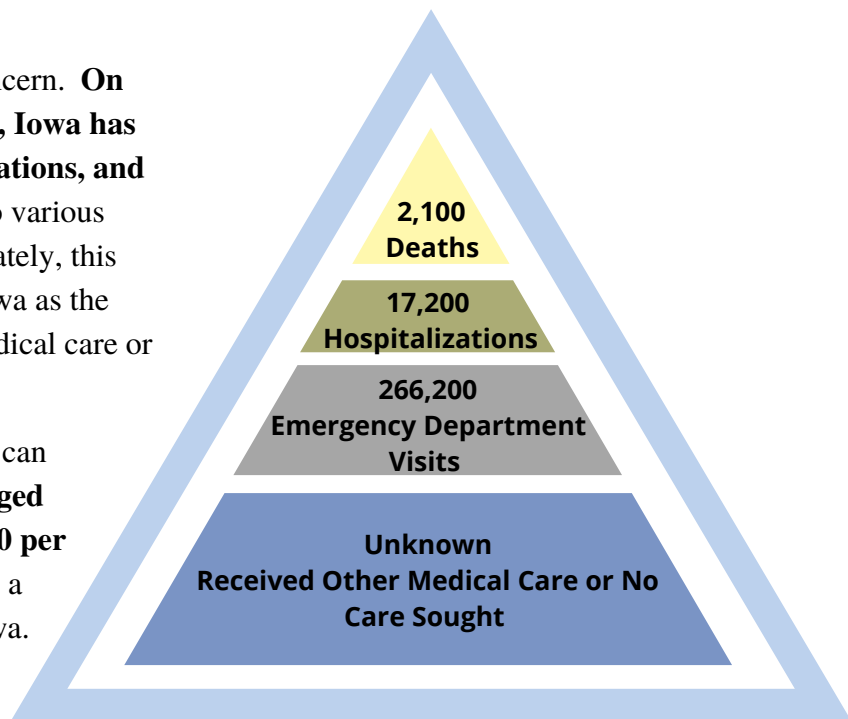 ncern. On
, Iowa has
ations, and
various
ately, this
wa as the
dical care or
can
ged
0 per
a
va.
2,100
Deaths
17,200
Hospitalizations
266,200
Emergency Department
Visits
Unknown
Received Other Medical Care or No
Care Sought